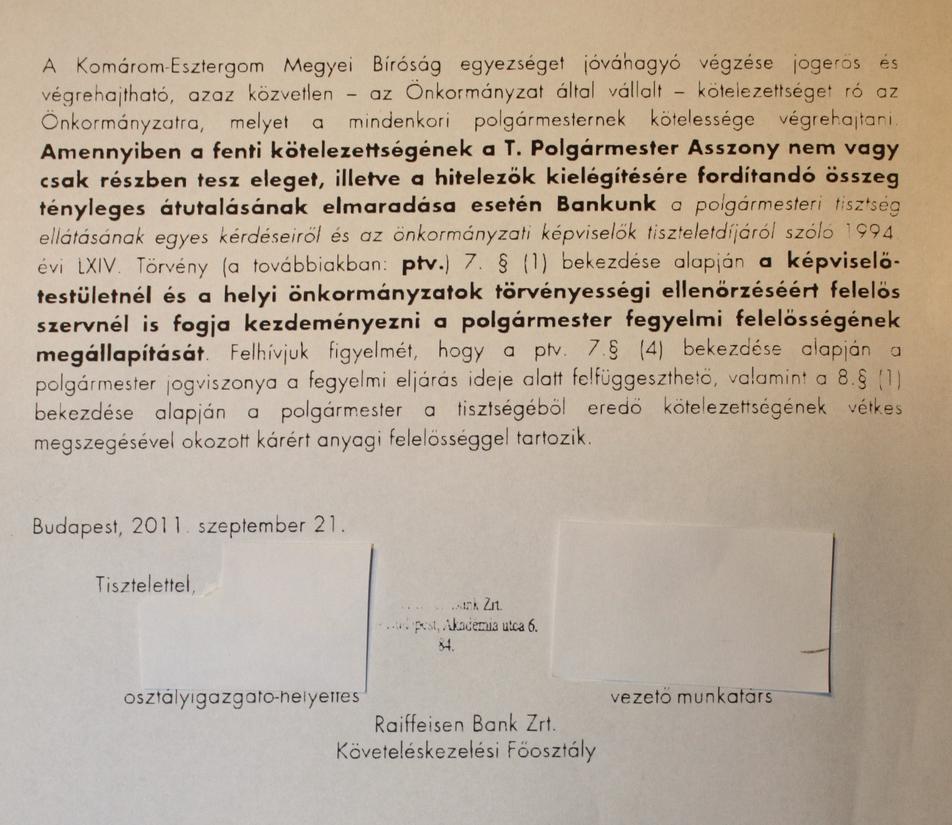 A Komárom-Esztergom Megyei Bíróság egyezséget jóváhagyó végzése jogerős és
végrehajtható, azaz közvetlen – az Önkormányzat által vállalt – kötelezettséget ró az
Önkormányzatra, melyet a mindenkori polgármesternek kötelessége végrehajtani.
Amennyiben a fenti kötelezettségének a T. Polgármester Asszony nem vagy
csak részben tesz eleget, illetve a hitelezők kielégítésére fordítandó összeg
tényleges átutalásának elmaradása esetén Bankunk a polgármesteri tisztség
ellátásának egyes kérdéseiről és az önkormányzati képviselők tiszteletdíjáról szóló 1994.
évi LXIV. Törvény (a továbbiakban: ptv.) 7. § (1) bekezdése alapján a képviselő-
testületnél és a helyi önkormányzatok törvényességi ellenőrzéséért felelős
szervnél is fogja kezdeményezni a polgármester fegyelmi felelősségének
megállapítását. Felhívjuk figyelmét, hogy a ptv. 7.§ (4) bekezdése alapján a
polgármester jogviszonya a fegyelmi eljárás ideje alatt felfüggeszthető, valamint a 8.§ (1)
bekezdése alapján a polgármester a tisztségéből eredő kötelezettségének vétkes
megszegésével okozott kárért anyagi felelősséggel tartozik.
Budapest, 2011. szeptember 21.
Tisztelettel,
Zrt.
Akadémia utca 6.
84.
osztályigazgató-helyettes
vezető munkatárs
Raiffeisen Bank Zrt.
Követeléskezelési Főosztály